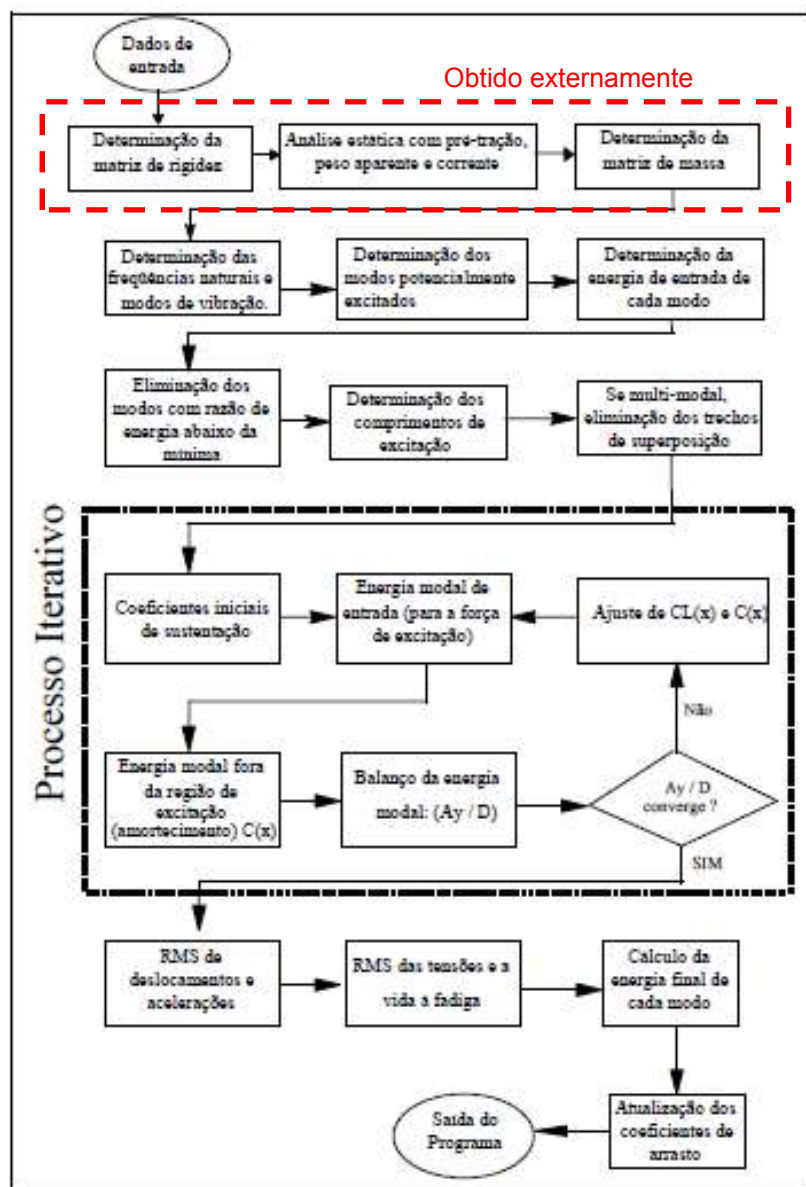 Dados de
entrada
Obtido externamente
Determinação da
matriz de rigidez
Análise estática com pré-tração,
peso aparente e corrente
Determinação da
matriz de massa
Determinação das
freqüências naturais e
modos de vibração.
Determinação dos
modos potencialmente
excitados
Determinação da
energia de entrada de
cada modo
Eliminação dos
modos com razão de
energia abaixo da
mínima
Determinação dos
comprimentos de
excitação
Se multi-modal,
eliminação dos trechos
de superposição
Processo Iterativo
Coeficientes iniciais
de sustentação
Energia modal de
entrada (para a força
de excitação)
Ajuste de CL(x) e C(x)
Não
Energia modal fora
da região de
excitação
(amortecimento) C(x)
Balanço da energia
modal: (Ay / D)
Ay / D
converge ?
SIM
RMS de
deslocamentos e
acelerações
RMS das tensões e a
vida a fadiga
Cálculo da
energia final de
cada modo
Saída do
Programa
Atualização dos
coeficientes de
arrasto